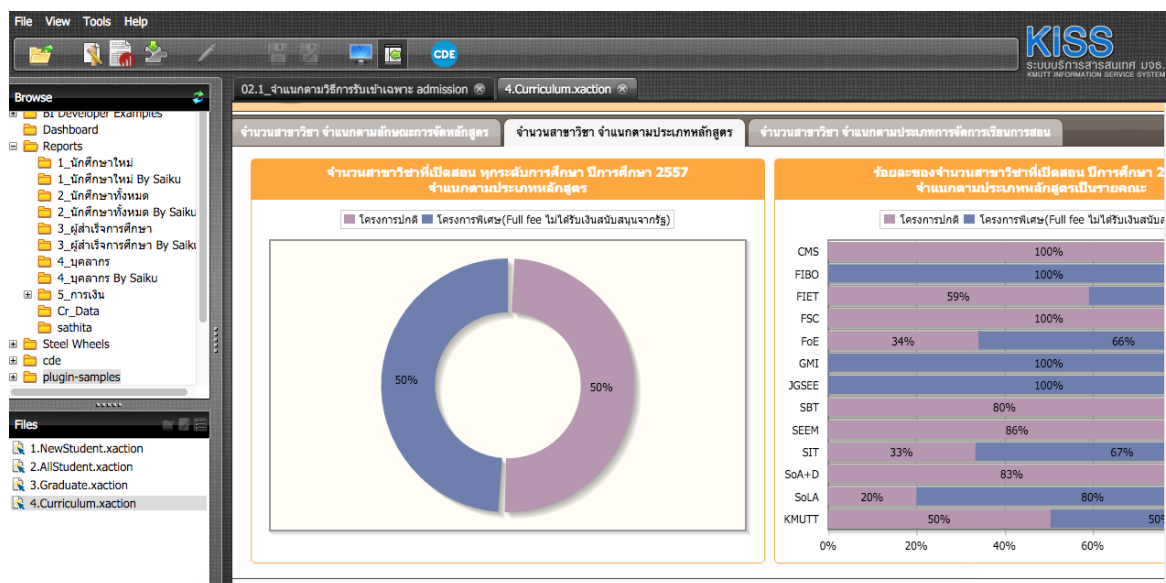 File View Tools Help
CDE
KISS
ระบบบริการสารสนเทศ มจธ.
KMUTT INFORMATION SERVICE SYSTEM
Browse
BI Developer Examples
Dashboard
Reports
1_นักศึกษาใหม่
1_นักศึกษาใหม่ By Saiku
2_นักศึกษาทั้งหมด
2_นักศึกษาทั้งหมด By Saiku
3_ผู้สำเร็จการศึกษา
3_ผู้สำเร็จการศึกษา By Saiku
4_บุคลากร
4_บุคลากร By Saiku
5_การเงิน
Cr_Data
sathita
Steel Wheels
cde
plugin-samples
Files
1.NewStudent.xaction
2.AllStudent.xaction
3.Graduate.xaction
4.Curriculum.xaction
02.1_จำแนกตามวิธีการรับเข้าเฉพาะ admission
4.Curriculum.xaction
จำนวนสาขาวิชา จำแนกตามลักษณะการจัดหลักสูตร
จำนวนสาขาวิชา จำแนกตามประเภทหลักสูตร
จำนวนสาขาวิชา จำแนกตามประเภทการจัดการเรียนการสอน
จำนวนสาขาวิชาที่เปิดสอน ทุกระดับการศึกษา ปีการศึกษา 2557
จำแนกตามประเภทหลักสูตร
โครงการปกติ โครงการพิเศษ(Full fee ไม่ได้รับเงินสนับสนุนจากรัฐ)
50% 50%
ร้อยละของจำนวนสาขาวิชาที่เปิดสอน ปีการศึกษา 2
จำแนกตามประเภทหลักสูตรเป็นรายคณะ
โครงการปกติ โครงการพิเศษ(Full fee ไม่ได้รับเงินสนับส
CMS 100%
FIBO 100%
FIET 59%
FSC 100%
FoE 34% 66%
GMI 100%
JGSEE 100%
SBT 80%
SEEM 86%
SIT 33% 67%
SoA+D 83%
SoLA 20% 80%
KMUTT 50% 50%
0% 20% 40% 60%